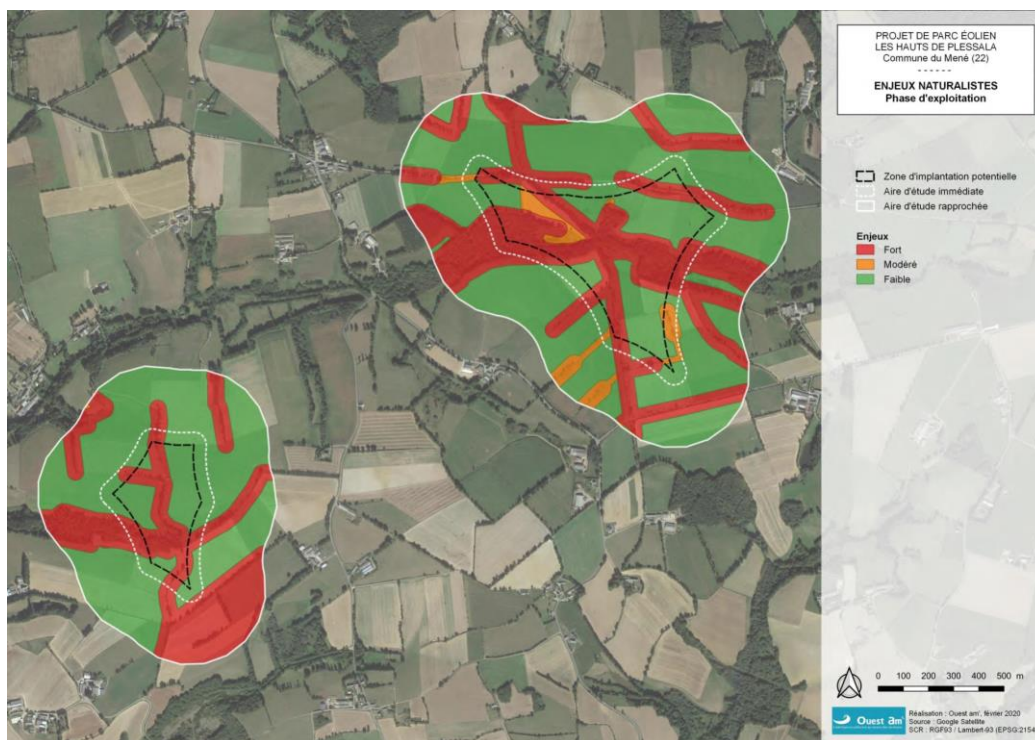 PROJET DE PARC ÉOLIEN
LES HAUTS DE PLESSALA
Commune du Mené (22)
------
ENJEUX NATURALISTES
Phase d'exploitation
Zone d'implantation potentielle
Aire d'étude immédiate
Aire d'étude rapprochée
Enjeux
Fort
Modéré
Faible
0 100 200 300 400 500 m
Ouest am'
Réalisation : Ouest am', février 2020
Source : Google Satellite
SCR : RGF93 / Lambert-93 (EPSG:2154